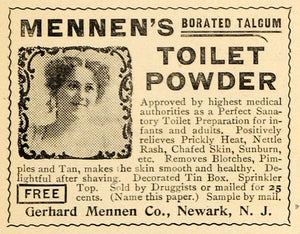 MENNEN'S BORATED TALCUM
TOILET
POWDER
Approved by highest medical
authorities as a Perfect Sana-
tory Toilet Preparation for in-
fants and adults. Positively
relieves Prickly Heat, Nettle
Rash, Chafed Skin, Sunburn,
etc. Removes Blotches, Pim-
ples and Tan, makes the skin smooth and healthy. De-
lightful after shaving. Decorated Tin Box. Sprinkler
FREE Top. Sold by Druggists or mailed for 25
cents. (Name this paper.) Sample by mail.
Gerhard Mennen Co., Newark, N. J.